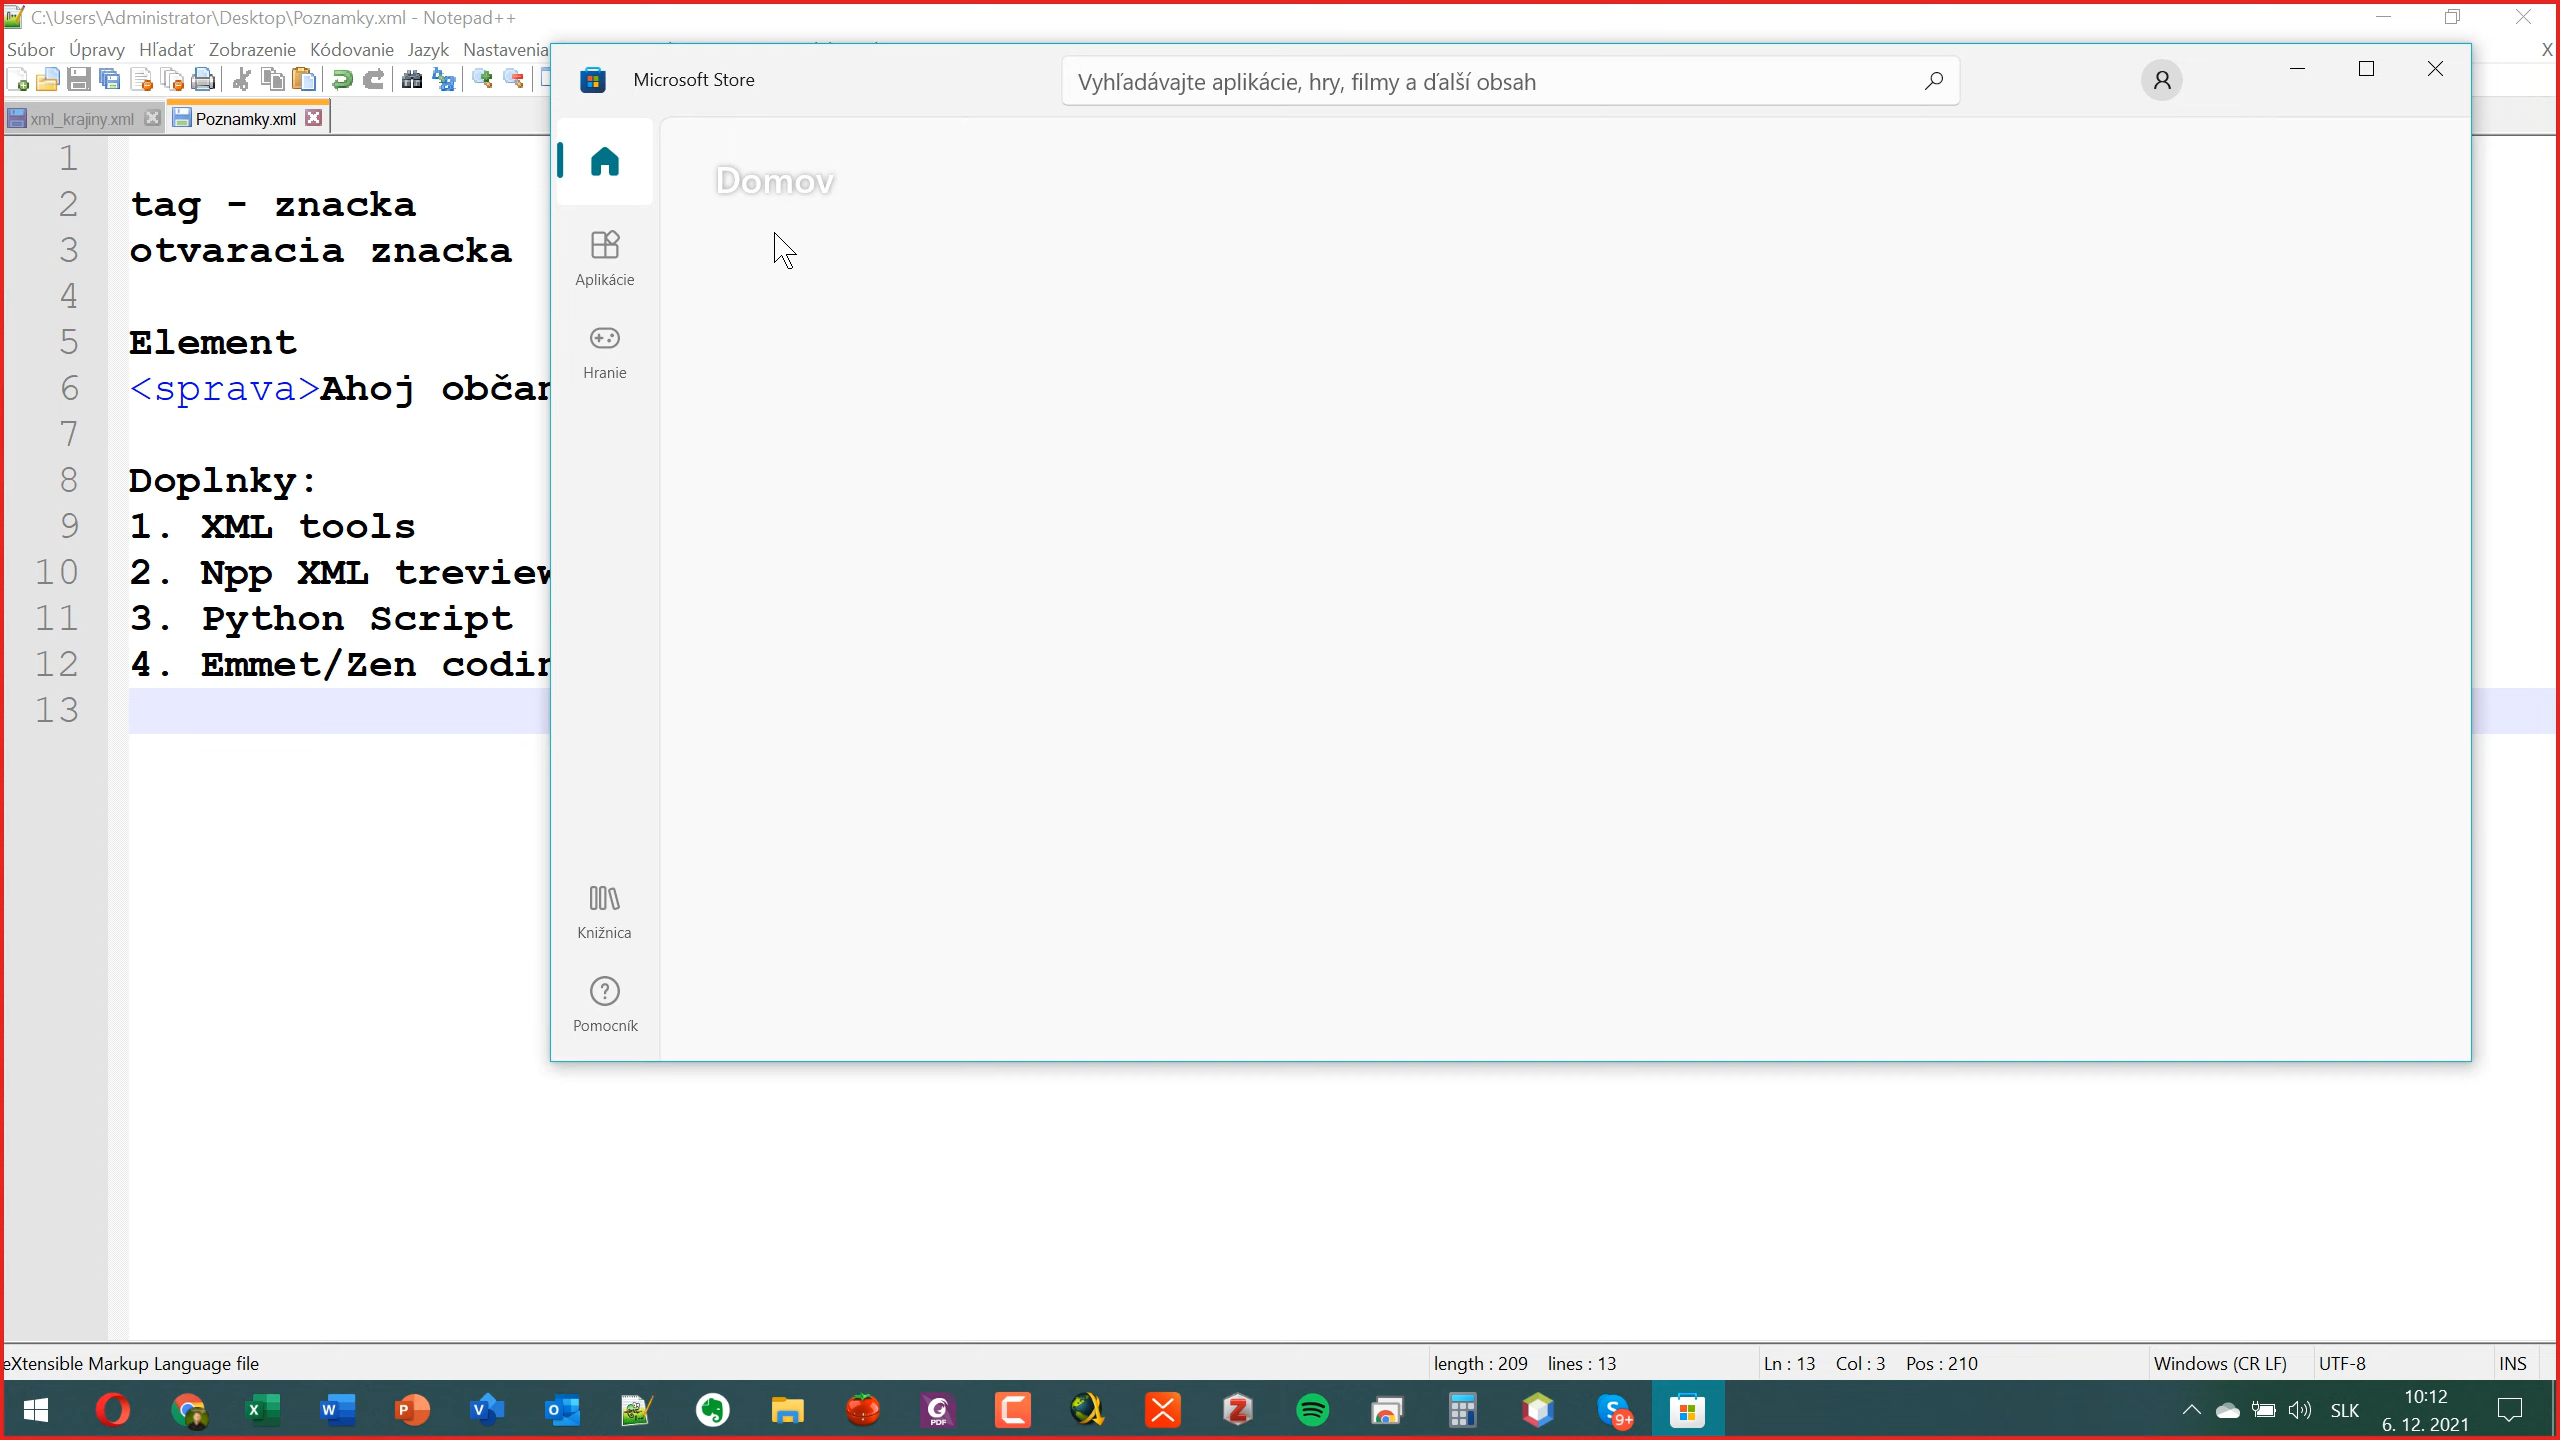 C:\Users\Administrator\Desktop\Poznamky.xml - Notepad++
Súbor Úpravy Hľadať Zobrazenie Kódovanie Jazyk Nastavenia
X
xml_krajiny.xml
Poznamky.xml
1
2 tag - znacka
3 otvaracia znacka
4
5 Element
6 <sprava>Ahoj občan
7
8 Doplnky:
9 1. XML tools
10 2. Npp XML treview
11 3. Python Script
12 4. Emmet/Zen codin
13
Microsoft Store
Vyhľadávajte aplikácie, hry, filmy a ďalší obsah
Domov
Aplikácie
Hranie
Knižnica
Pomocník
eXtensible Markup Language file
length : 209 lines : 13
Ln : 13 Col : 3 Pos : 210
Windows (CR LF)
UTF-8
INS
9+
SLK
10:12
6. 12. 2021